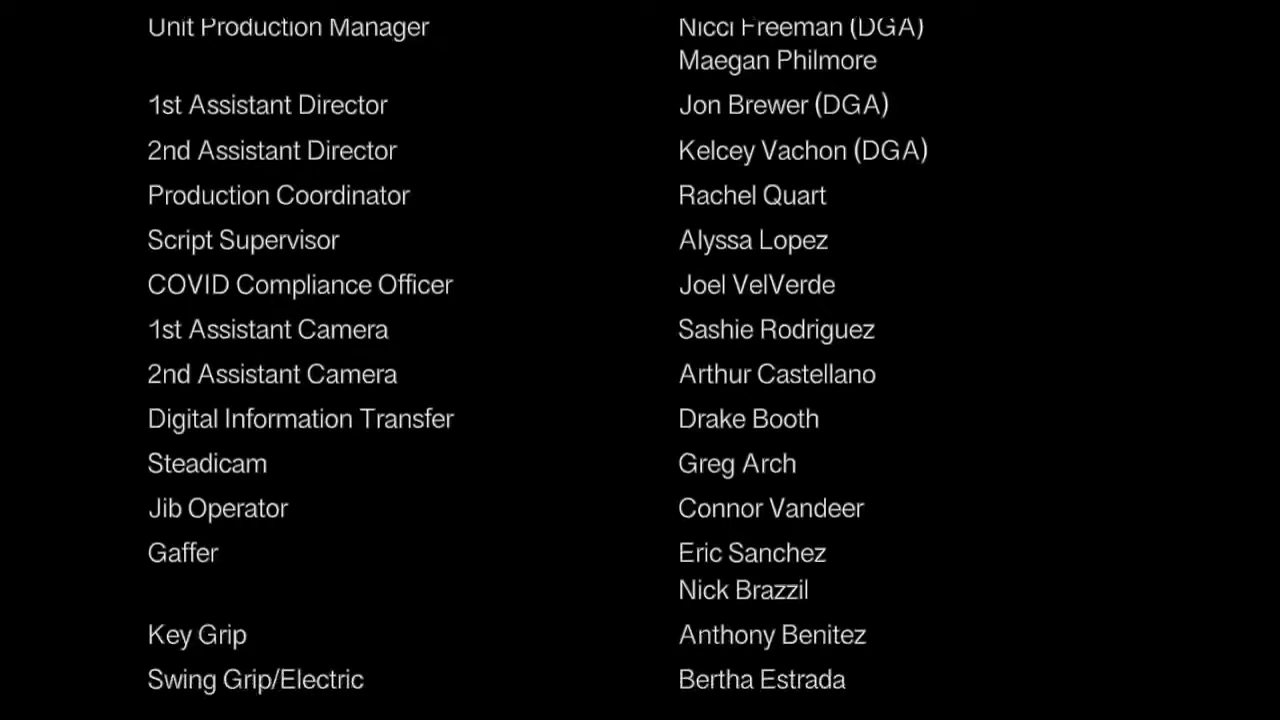 Unit Production Manager Nicci Freeman (DGA)
Maegan Philmore
1st Assistant Director Jon Brewer (DGA)
2nd Assistant Director Kelcey Vachon (DGA)
Production Coordinator Rachel Quart
Script Supervisor Alyssa Lopez
COVID Compliance Officer Joel VelVerde
1st Assistant Camera Sashie Rodriguez
2nd Assistant Camera Arthur Castellano
Digital Information Transfer Drake Booth
Steadicam Greg Arch
Jib Operator Connor Vandeer
Gaffer Eric Sanchez
Nick Brazzil
Key Grip Anthony Benitez
Swing Grip/Electric Bertha Estrada